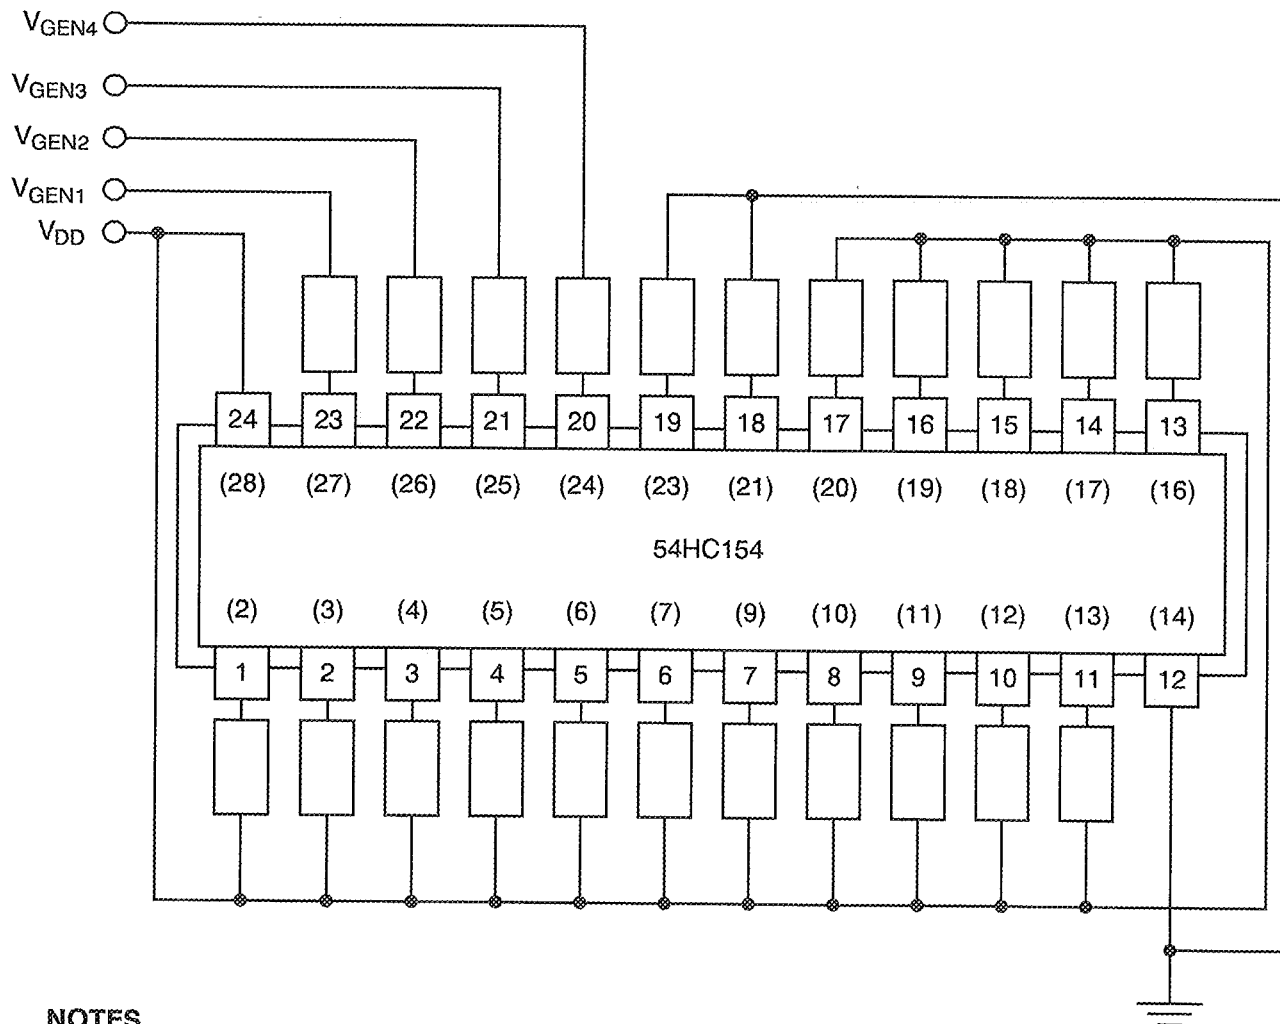 VGEN4
VGEN3
VGEN2
VGEN1
VDD
24 23 22 21 20 19 18 17 16 15 14 13
(28) (27) (26) (25) (24) (23) (21) (20) (19) (18) (17) (16)
54HC154
(2) (3) (4) (5) (6) (7) (9) (10) (11) (12) (13) (14)
1 2 3 4 5 6 7 8 9 10 11 12
NOTES